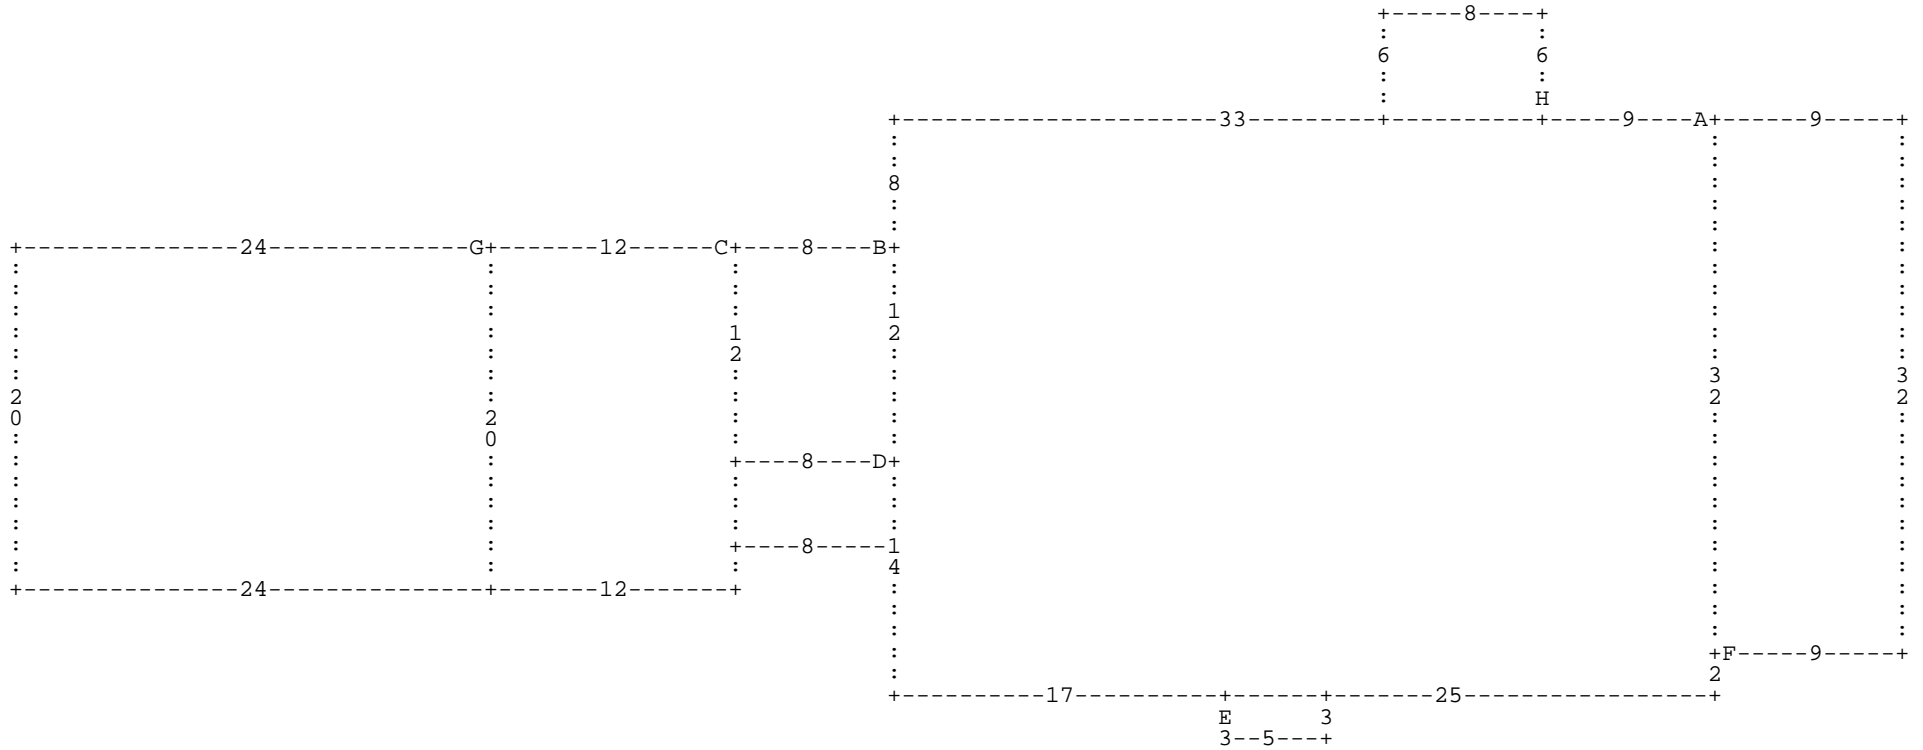 +-----8----+
: :
6 6
: :
: H
+----------------------33---------+----------+-----9----A+------9-----+
: : :
: : :
8 : :
: : :
: : :
+---------------24--------------G+-------12------C+----8----B+ : :
: : : : : :
: : : : : :
: : : 1 : :
: : 1 2 : :
: : 2 : : :
: : : : 3 3
2 : : : 2 2
0 2 : : : :
: 0 : : : :
: : +----8----D+ : :
: : : : : :
: : : : : :
: : : : : :
: : +----8-----1 : :
: : : 4 : :
+---------------24---------------+-------12-------+ : : :
: : :
: : :
: +F-----9-----+
: 2
+----------17----------+------+-------25------------------+
E 3
3--5---+